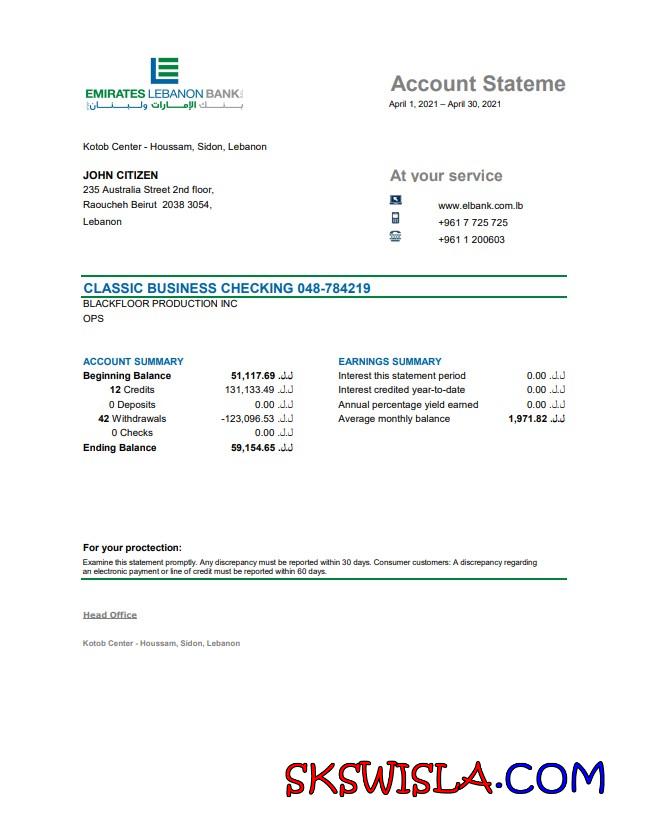 EMIRATES LEBANON BANK
بنك الإمارات ولبنان
Account Stateme
April 1, 2021 – April 30, 2021
Kotob Center - Houssam, Sidon, Lebanon
JOHN CITIZEN
235 Australia Street 2nd floor,
Raoucheh Beirut 2038 3054,
Lebanon
At your service
www.elbank.com.lb
+961 7 725 725
+961 1 200603
CLASSIC BUSINESS CHECKING 048-784219
BLACKFLOOR PRODUCTION INC
OPS
ACCOUNT SUMMARY
Beginning Balance 51,117.69 ل.ل.
12 Credits 131,133.49 ل.ل.
0 Deposits 0.00 ل.ل.
42 Withdrawals -123,096.53 ل.ل.
0 Checks 0.00 ل.ل.
Ending Balance 59,154.65 ل.ل.
EARNINGS SUMMARY
Interest this statement period 0.00 ل.ل.
Interest credited year-to-date 0.00 ل.ل.
Annual percentage yield earned 0.00 ل.ل.
Average monthly balance 1,971.82 ل.ل.
For your proctection:
Examine this statement promptly. Any discrepancy must be reported within 30 days. Consumer customers: A discrepancy regarding
an electronic payment or line of credit must be reported within 60 days.
Head Office
Kotob Center - Houssam, Sidon, Lebanon
SKSWISLA.COM